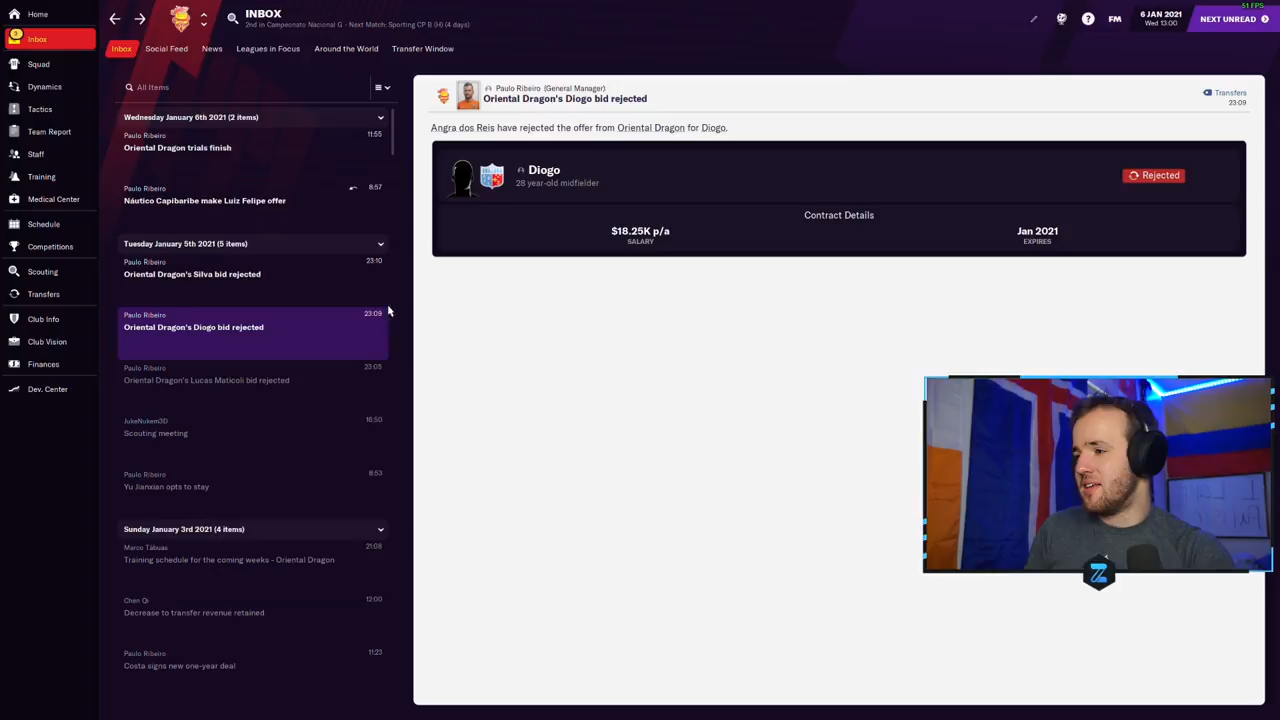 51 FPS
Home
INBOX
2nd in Campeonato Nacional G - Next Match: Sporting CP B (H) (4 days)
FM
6 JAN 2021
Wed 13:00
NEXT UNREAD
3
Inbox
Squad
Dynamics
Tactics
Team Report
Staff
Training
Medical Center
Schedule
Competitions
Scouting
Transfers
Club Info
Club Vision
Finances
Dev. Center
Inbox
Social Feed
News
Leagues in Focus
Around the World
Transfer Window
All Items
Wednesday January 6th 2021 (2 items)
Paulo Ribeiro 11:55
Oriental Dragon trials finish
Paulo Ribeiro 8:57
Náutico Capibaribe make Luiz Felipe offer
Tuesday January 5th 2021 (5 items)
Paulo Ribeiro 23:10
Oriental Dragon's Silva bid rejected
Paulo Ribeiro 23:09
Oriental Dragon's Diogo bid rejected
Paulo Ribeiro 23:05
Oriental Dragon's Lucas Maticoli bid rejected
JukeNukem3D 16:50
Scouting meeting
Paulo Ribeiro 8:53
Yu Jianxian opts to stay
Sunday January 3rd 2021 (4 items)
Marco Tábuas 21:08
Training schedule for the coming weeks - Oriental Dragon
Chen Qi 12:00
Decrease to transfer revenue retained
Paulo Ribeiro 11:23
Costa signs new one-year deal
Paulo Ribeiro (General Manager)
Oriental Dragon's Diogo bid rejected
Transfers
23:09
Angra dos Reis have rejected the offer from Oriental Dragon for Diogo.
Diogo
28 year-old midfielder
Rejected
Contract Details
$18.25K p/a
SALARY
Jan 2021
EXPIRES